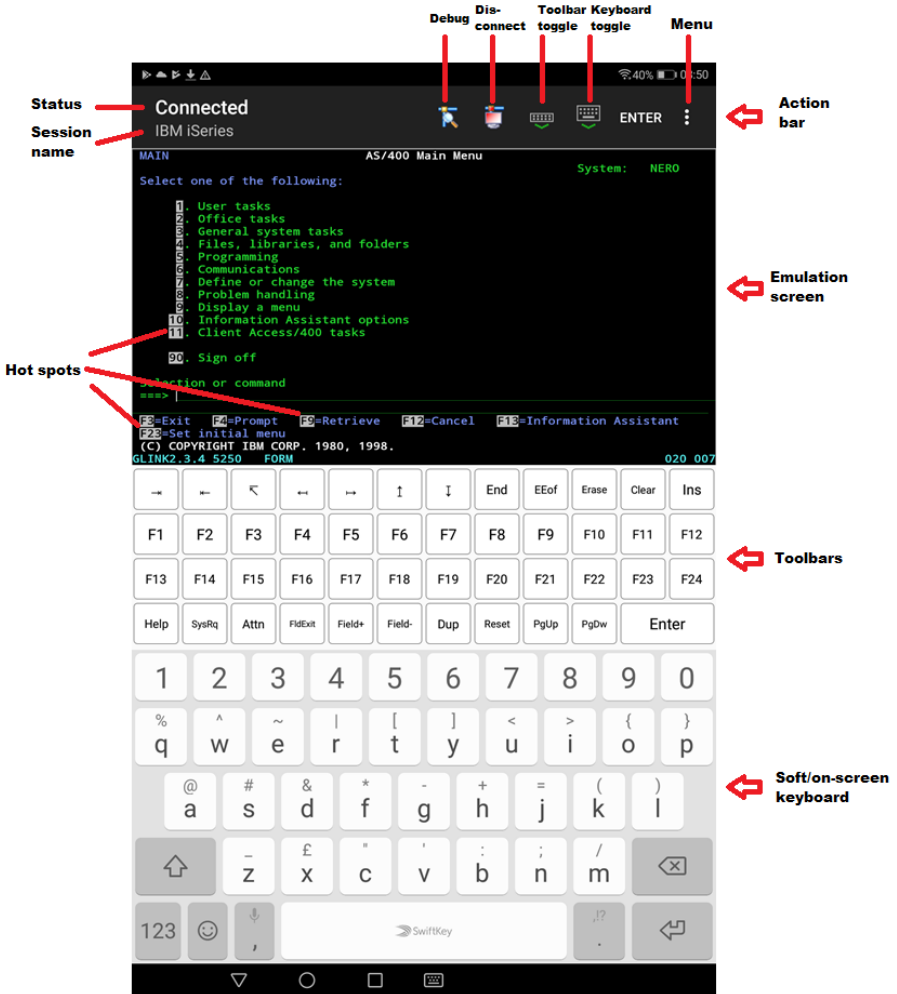 Debug
Dis-
connect
Toolbar Keyboard
toggle toggle
Menu
40%
:50
Status
Connected
Session
name
IBM iSeries
ENTER
Action
bar
MAIN AS/400 Main Menu
System: NERO
Select one of the following:
1. User tasks
2. Office tasks
3. General system tasks
4. Files, libraries, and folders
5. Programming
6. Communications
7. Define or change the system
8. Problem handling
9. Display a menu
10. Information Assistant options
11. Client Access/400 tasks
90. Sign off
Selection or command
===>
F3=Exit F4=Prompt F9=Retrieve F12=Cancel F13=Information Assistant
F23=Set initial menu
(C) COPYRIGHT IBM CORP. 1980, 1998.
GLINK2.3.4 5250 FORM 020 007
Emulation
screen
Hot spots
End EEof Erase Clear Ins
F1 F2 F3 F4 F5 F6 F7 F8 F9 F10 F11 F12
F13 F14 F15 F16 F17 F18 F19 F20 F21 F22 F23 F24
Help SysRq Attn FldExit Field+ Field- Dup Reset PgUp PgDw Enter
Toolbars
1 2 3 4 5 6 7 8 9 0
% ^ ~ | [ ] < > { }
q w e r t y u i o p
@ # & * - + = ( )
a s d f g h j k l
_ £ " ' : ; /
z x c v b n m
123 , SwiftKey ,!? .
Soft/on-screen
keyboard